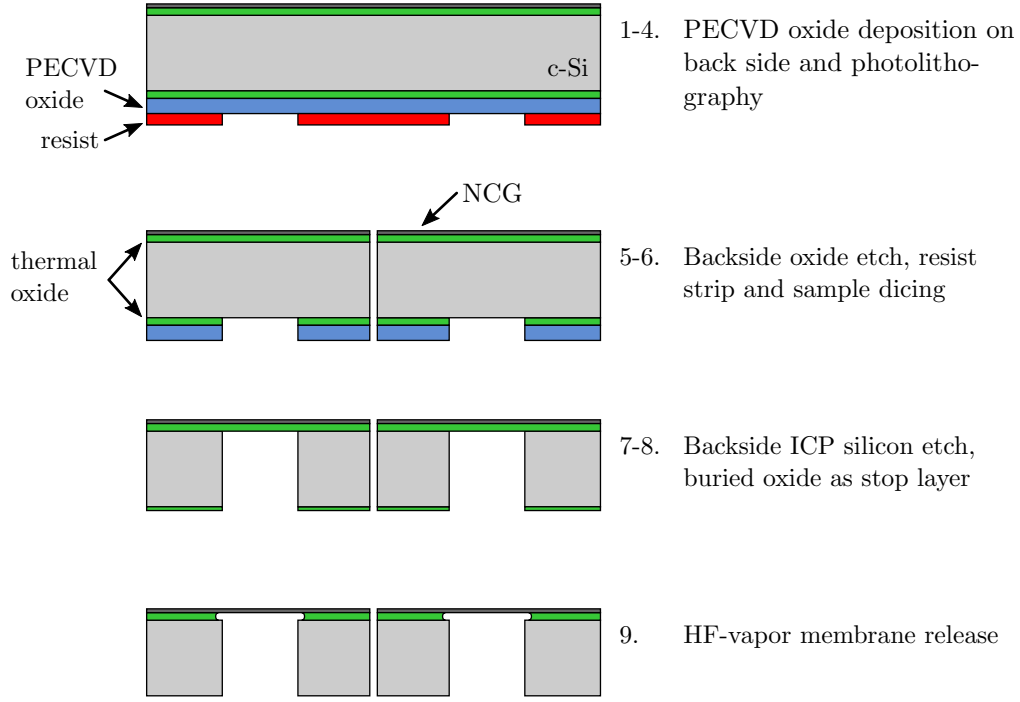 1-4. PECVD oxide deposition on
back side and photolitho-
graphy
c-Si
PECVD
oxide
resist
NCG
thermal
oxide
5-6. Backside oxide etch, resist
strip and sample dicing
7-8. Backside ICP silicon etch,
buried oxide as stop layer
9. HF-vapor membrane release